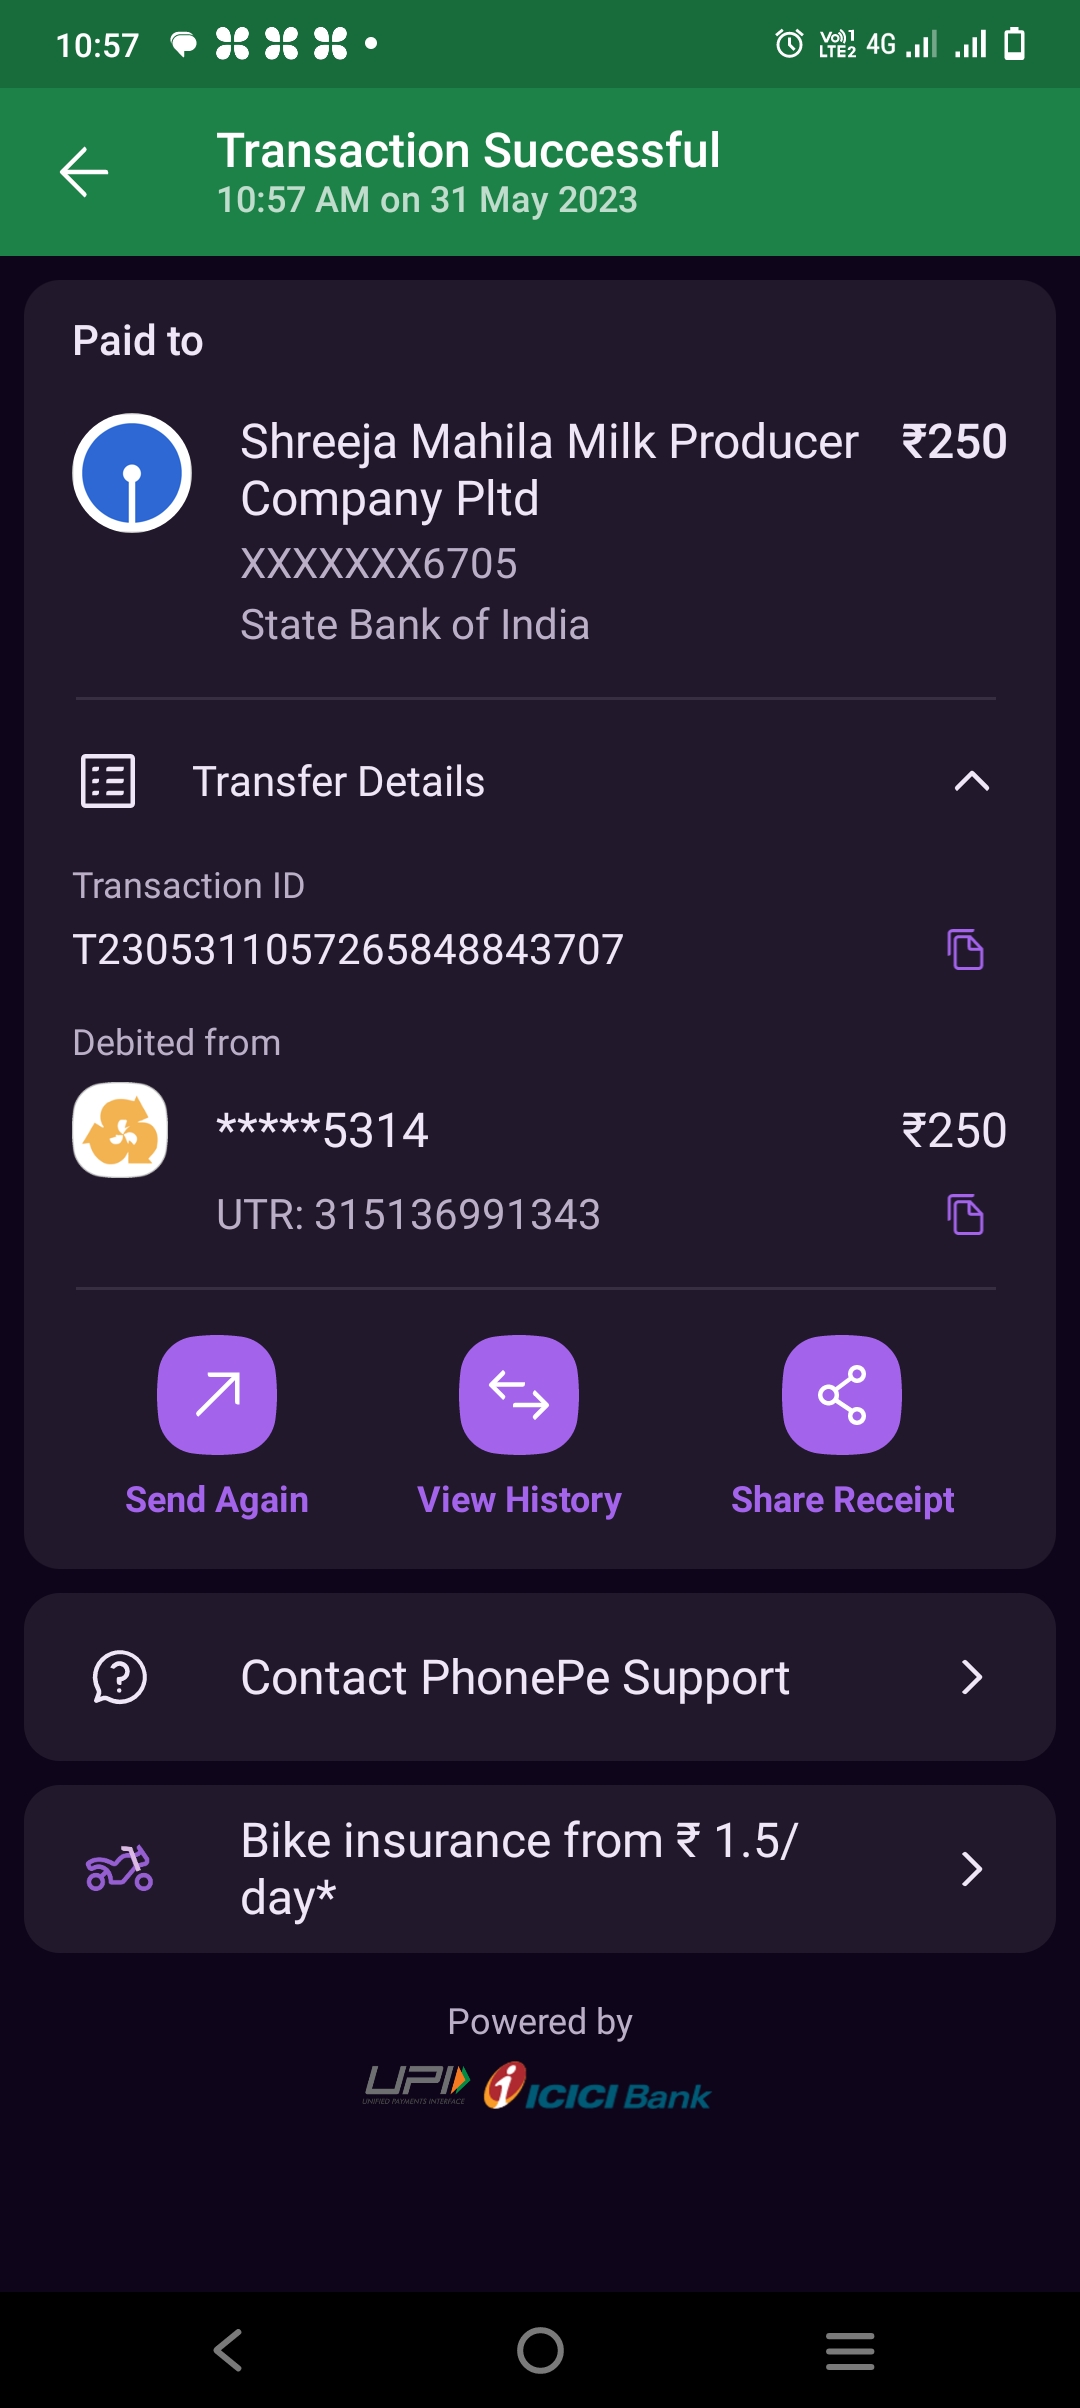 10:57
Vo)) 1
LTE2 4G
Transaction Successful
10:57 AM on 31 May 2023
Paid to
Shreeja Mahila Milk Producer ₹250
Company Pltd
XXXXXXX6705
State Bank of India
Transfer Details
Transaction ID
T2305311057265848843707
Debited from
*****5314 ₹250
UTR: 315136991343
Send Again View History Share Receipt
Contact PhonePe Support
Bike insurance from ₹ 1.5/
day*
Powered by
UPI ICICI Bank
UNIFIED PAYMENTS INTERFACE